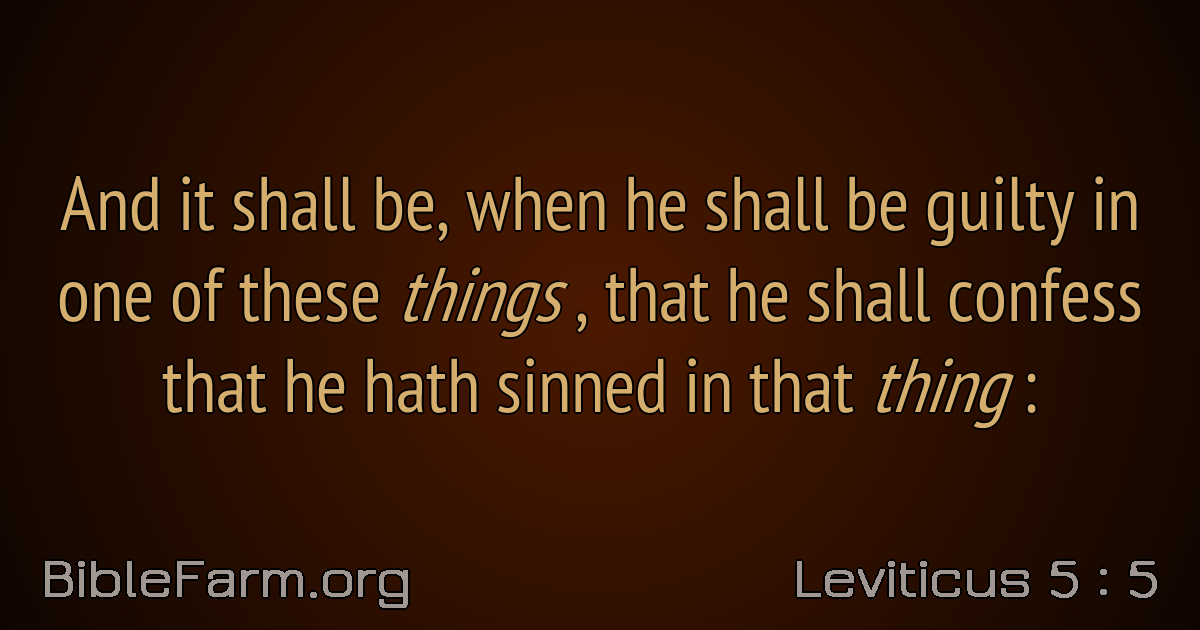 And it shall be, when he shall be guilty in
one of these things , that he shall confess
that he hath sinned in that thing :
BibleFarm.org
Leviticus 5 : 5